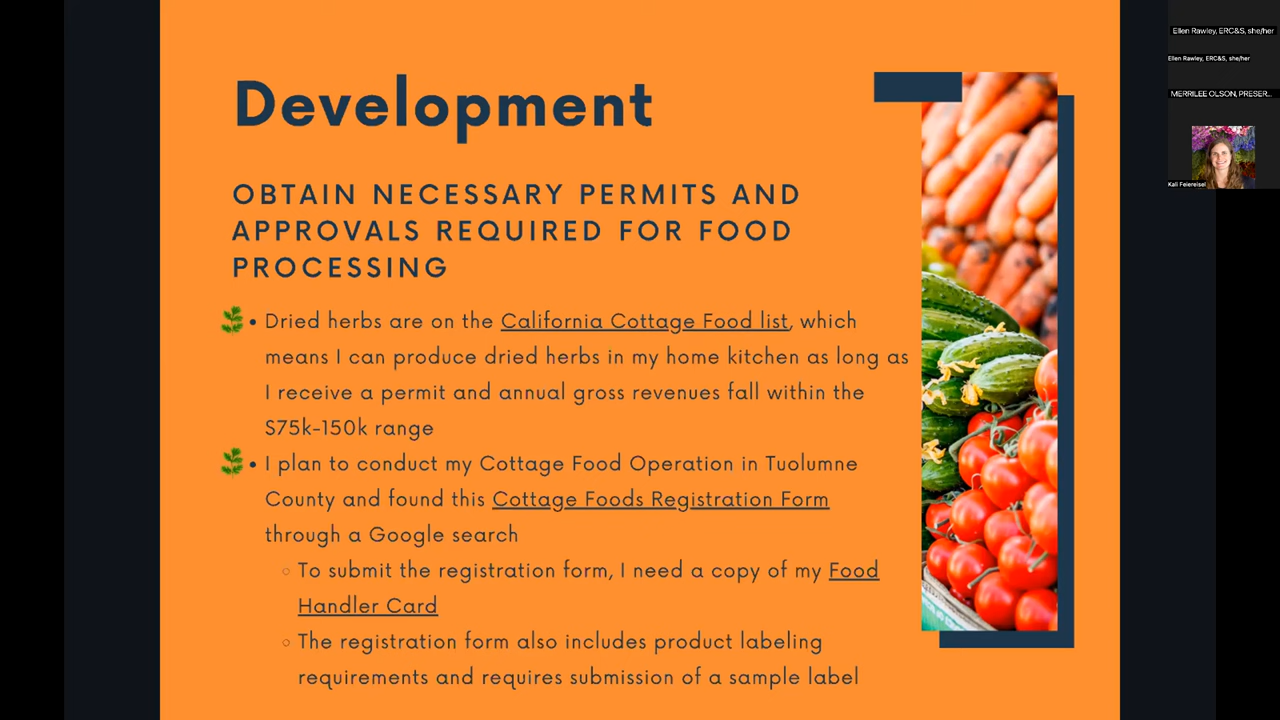 Development
OBTAIN NECESSARY PERMITS AND
APPROVALS REQUIRED FOR FOOD
PROCESSING
• Dried herbs are on the California Cottage Food list, which
means I can produce dried herbs in my home kitchen as long as
I receive a permit and annual gross revenues fall within the
$75k-150k range
• I plan to conduct my Cottage Food Operation in Tuolumne
County and found this Cottage Foods Registration Form
through a Google search
◦ To submit the registration form, I need a copy of my Food
Handler Card
◦ The registration form also includes product labeling
requirements and requires submission of a sample label
Ellen Rawley, ERC&S, she/her
Ellen Rawley, ERC&S, she/her
MERRILEE OLSON, PRESER...
Kali Feiereisel